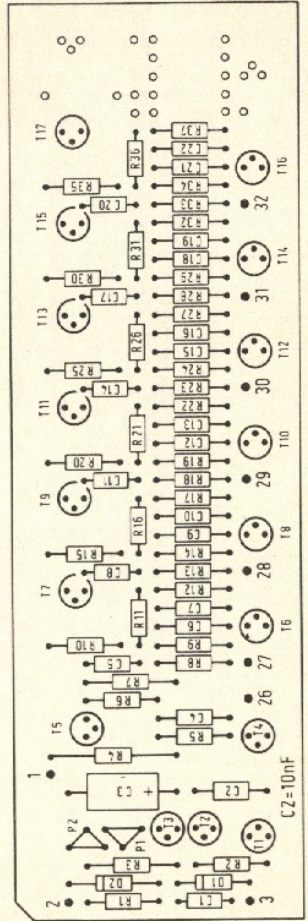 T17
R37
R36
C22
C21
T16
R35
R34
C20
R33
32
T15
R32
R31
C19
C18
T14
R30
R29
C17
R28
31
T13
R27
R26
C16
C15
T12
R25
R24
C14
R23
30
T11
R22
R21
C13
C12
T10
R20
R19
C11
R18
29
T9
R17
R16
C10
C9
T8
R15
R14
C8
R13
28
T7
R12
R11
C7
C6
T6
R10
R9
C5
R8
27
R7
R6
26
T5
C4
R5
T4
R4
1
C3 + -
C2
CZ=10nF
P2
P1
T3
T2
T1
R3
R2
D2
D1
2
R1
C1
3